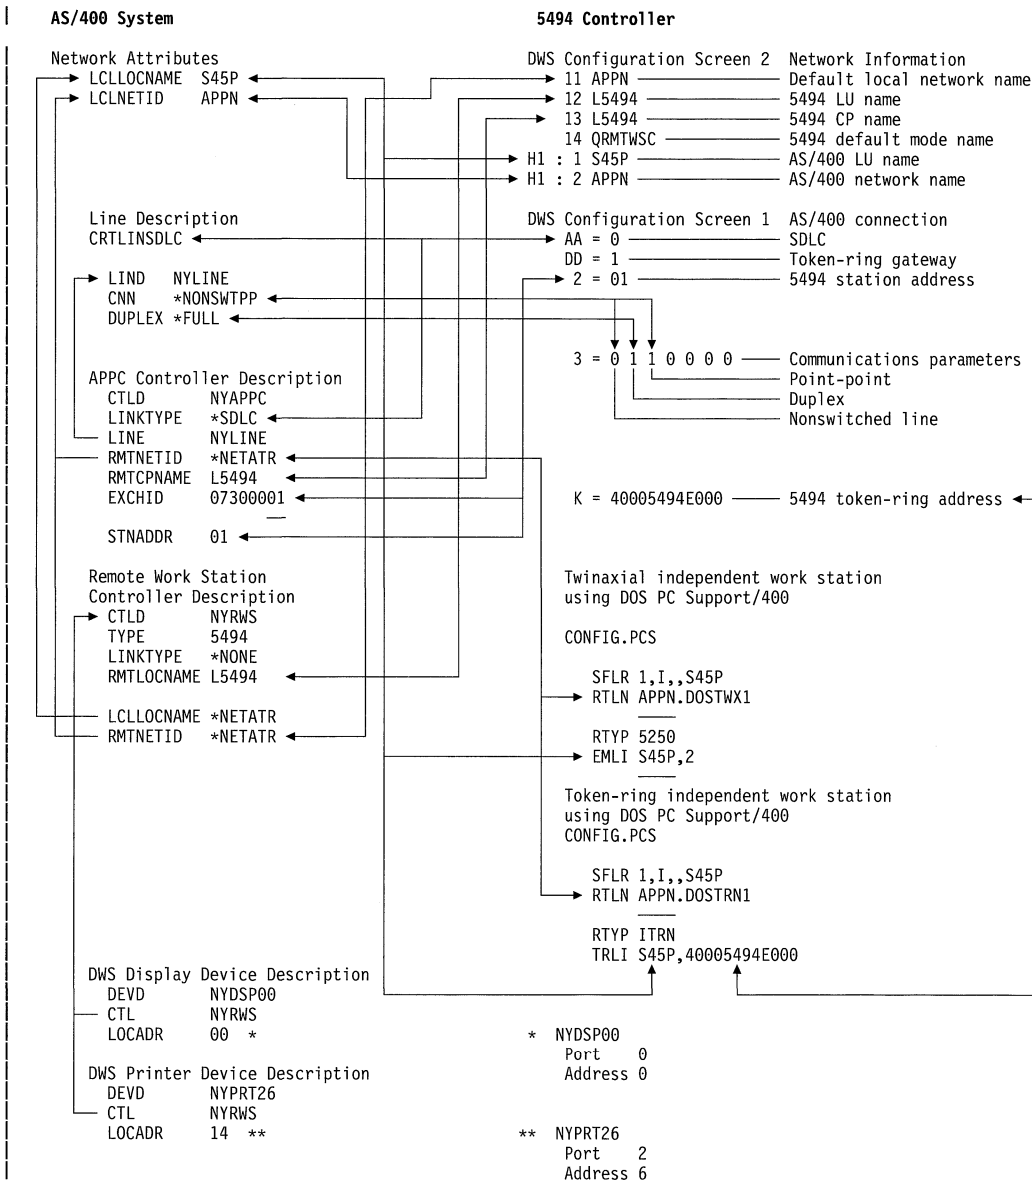 AS/400 System 5494 Controller
Network Attributes DWS Configuration Screen 2 Network Information
LCLLOCNAME S45P 11 APPN Default local network name
LCLNETID APPN 12 L5494 5494 LU name
13 L5494 5494 CP name
14 QRMTWSC 5494 default mode name
H1 : 1 S45P AS/400 LU name
H1 : 2 APPN AS/400 network name
Line Description DWS Configuration Screen 1 AS/400 connection
CRTLINSDLC AA = 0 SDLC
DD = 1 Token-ring gateway
LIND NYLINE 2 = 01 5494 station address
CNN *NONSWTPP
DUPLEX *FULL
3 = 0 1 1 0 0 0 0 Communications parameters
APPC Controller Description Point-point
CTLD NYAPPC Duplex
LINKTYPE *SDLC Nonswitched line
LINE NYLINE
RMTNETID *NETATR
RMTCPNAME L5494
EXCHID 07300001 K = 40005494E000 5494 token-ring address
STNADDR 01
Remote Work Station Twinaxial independent work station
Controller Description using DOS PC Support/400
CTLD NYRWS
TYPE 5494 CONFIG.PCS
LINKTYPE *NONE
RMTLOCNAME L5494 SFLR 1,I,,S45P
RTLN APPN.DOSTWX1
LCLLOCNAME *NETATR
RMTNETID *NETATR RTYP 5250
EMLI S45P,2
Token-ring independent work station
using DOS PC Support/400
CONFIG.PCS
SFLR 1,I,,S45P
RTLN APPN.DOSTRN1
RTYP ITRN
TRLI S45P,40005494E000
DWS Display Device Description
DEVD NYDSP00
CTL NYRWS
LOCADR 00 * * NYDSP00
Port 0
Address 0
DWS Printer Device Description
DEVD NYPRT26
CTL NYRWS
LOCADR 14 ** ** NYPRT26
Port 2
Address 6